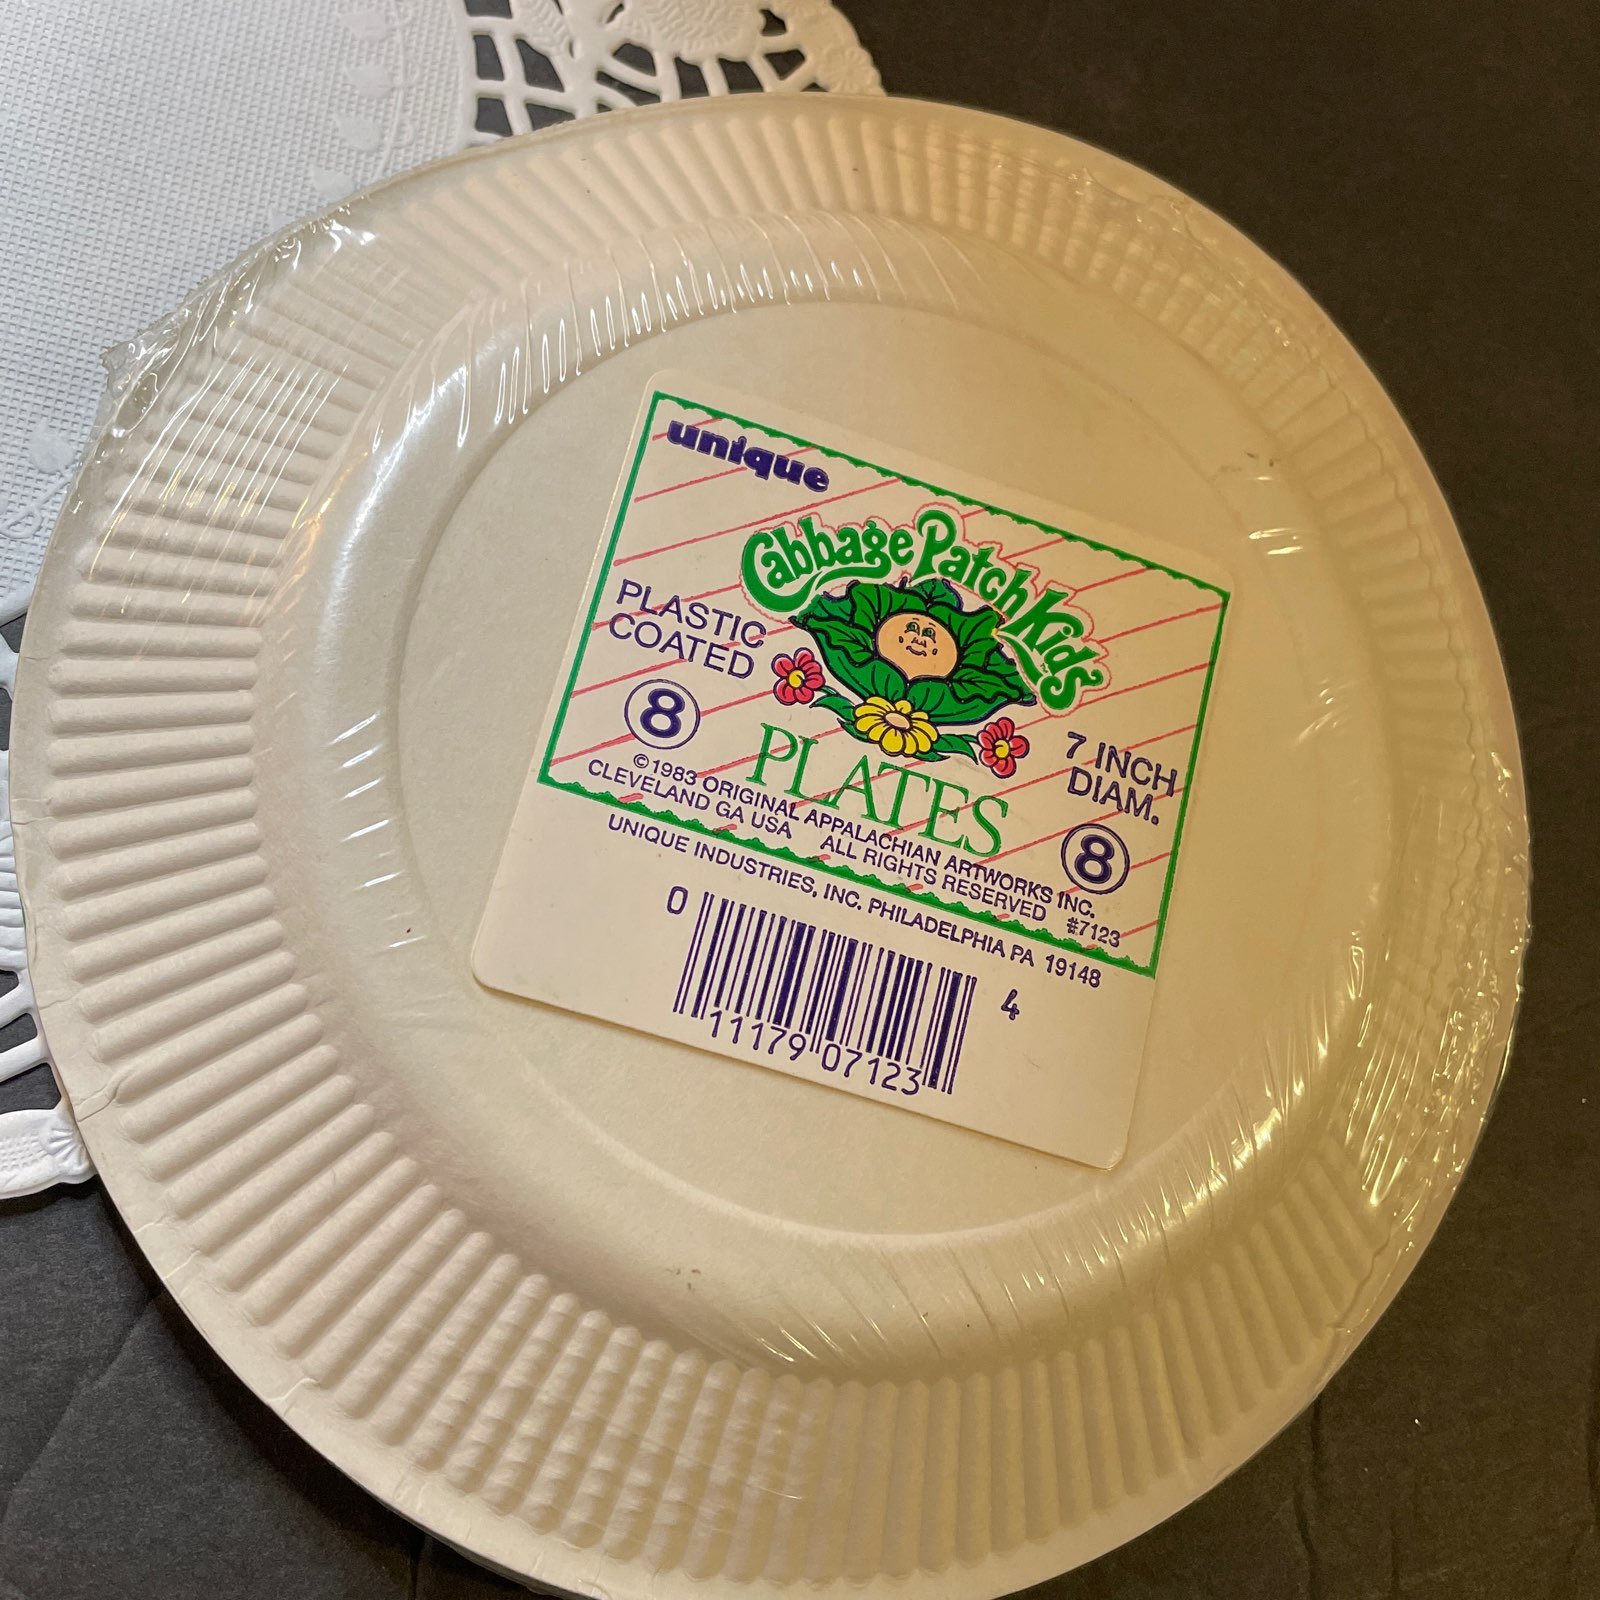 unique
Cabbage Patch Kids™
PLASTIC
COATED
8
PLATES
7 INCH
DIAM.
8
©1983 ORIGINAL APPALACHIAN ARTWORKS INC.
CLEVELAND GA USA ALL RIGHTS RESERVED #7123
UNIQUE INDUSTRIES, INC. PHILADELPHIA PA 19148
0 11179 07123 4